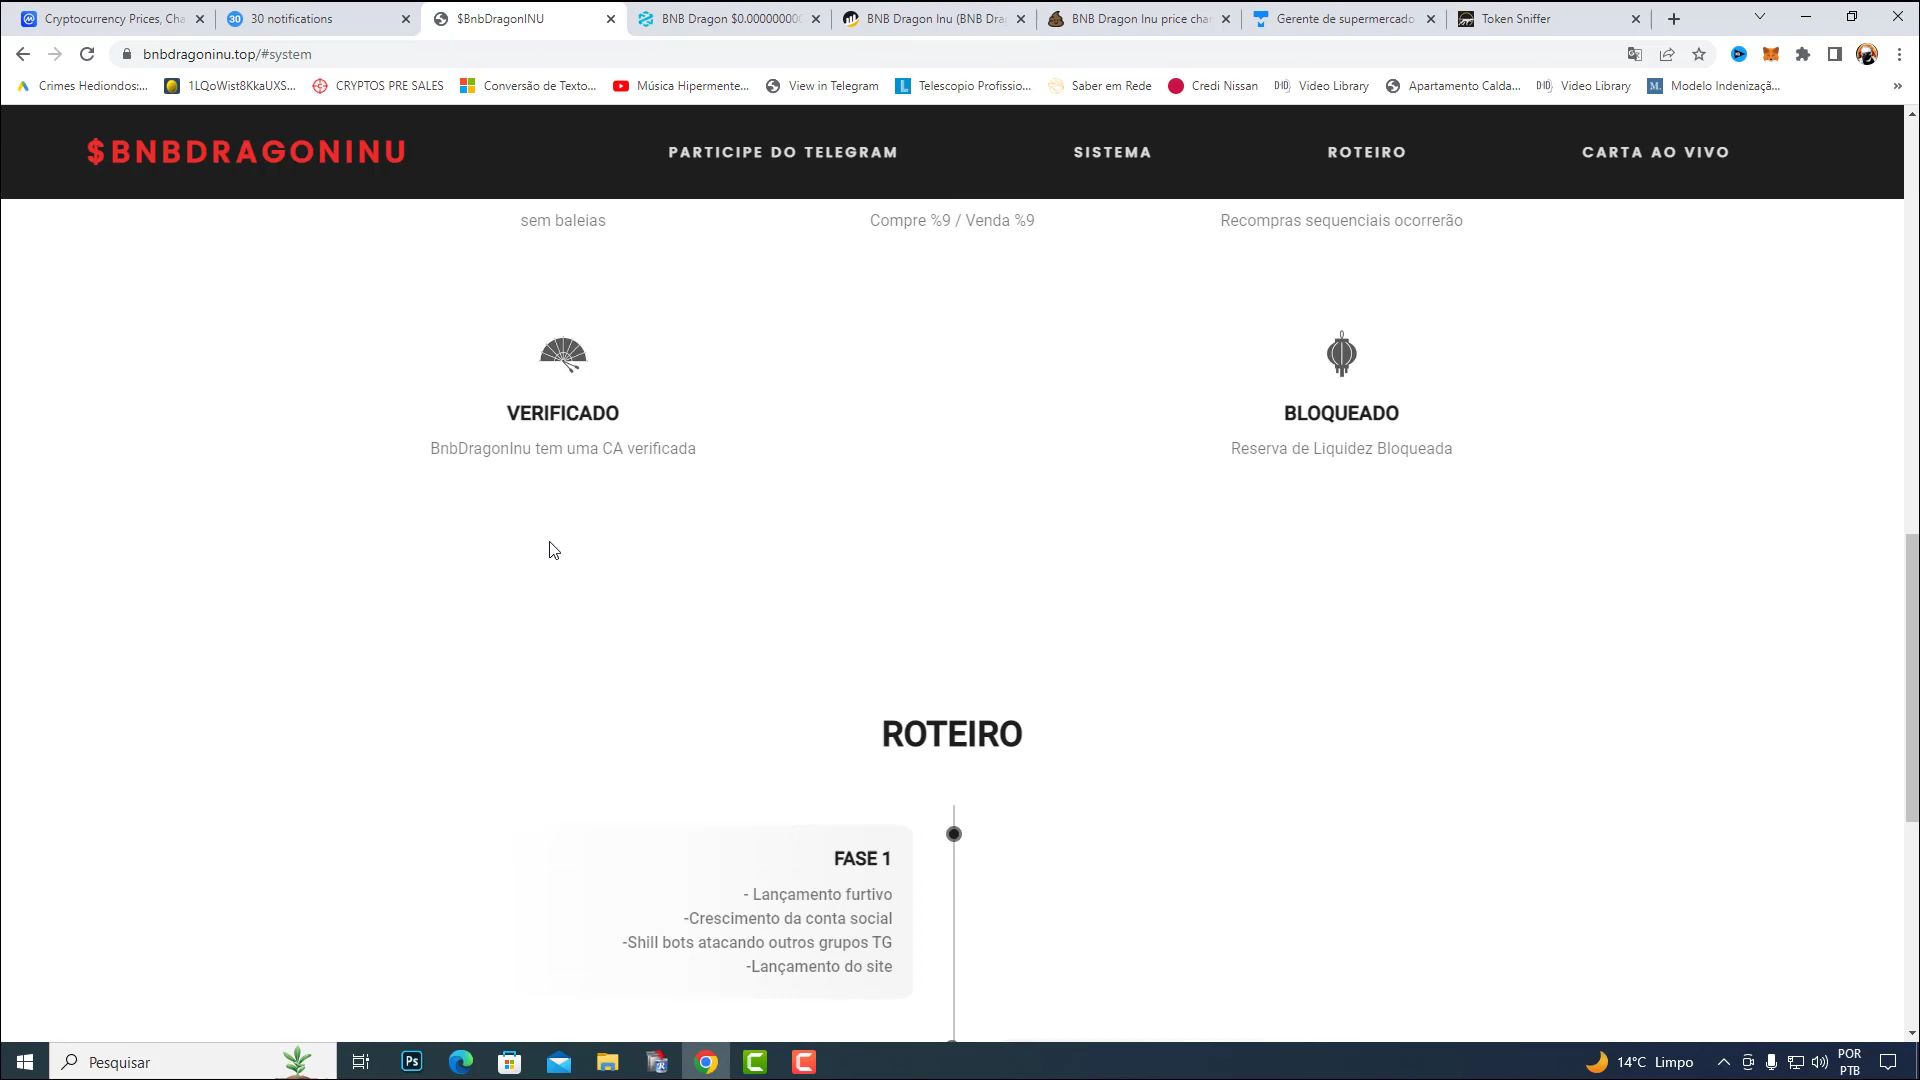 Cryptocurrency Prices, Cha
30 notifications
$BnbDragonINU
BNB Dragon $0.000000000
BNB Dragon Inu (BNB Dra
BNB Dragon Inu price char
Gerente de supermercado
Token Sniffer
bnbdragoninu.top/#system
Crimes Hediondos:...
1LQoWist8KkaUXS...
CRYPTOS PRE SALES
Conversão de Texto...
Música Hipermente...
View in Telegram
Telescopio Profissio...
Saber em Rede
Credi Nissan
Video Library
Apartamento Calda...
Video Library
Modelo Indenizaçã...
$BNBDRAGONINU
PARTICIPE DO TELEGRAM
SISTEMA
ROTEIRO
CARTA AO VIVO
sem baleias
Compre %9 / Venda %9
Recompras sequenciais ocorrerão
VERIFICADO
BnbDragonInu tem uma CA verificada
BLOQUEADO
Reserva de Liquidez Bloqueada
ROTEIRO
FASE 1
- Lançamento furtivo
-Crescimento da conta social
-Shill bots atacando outros grupos TG
-Lançamento do site
Pesquisar
14°C Limpo
POR
PTB